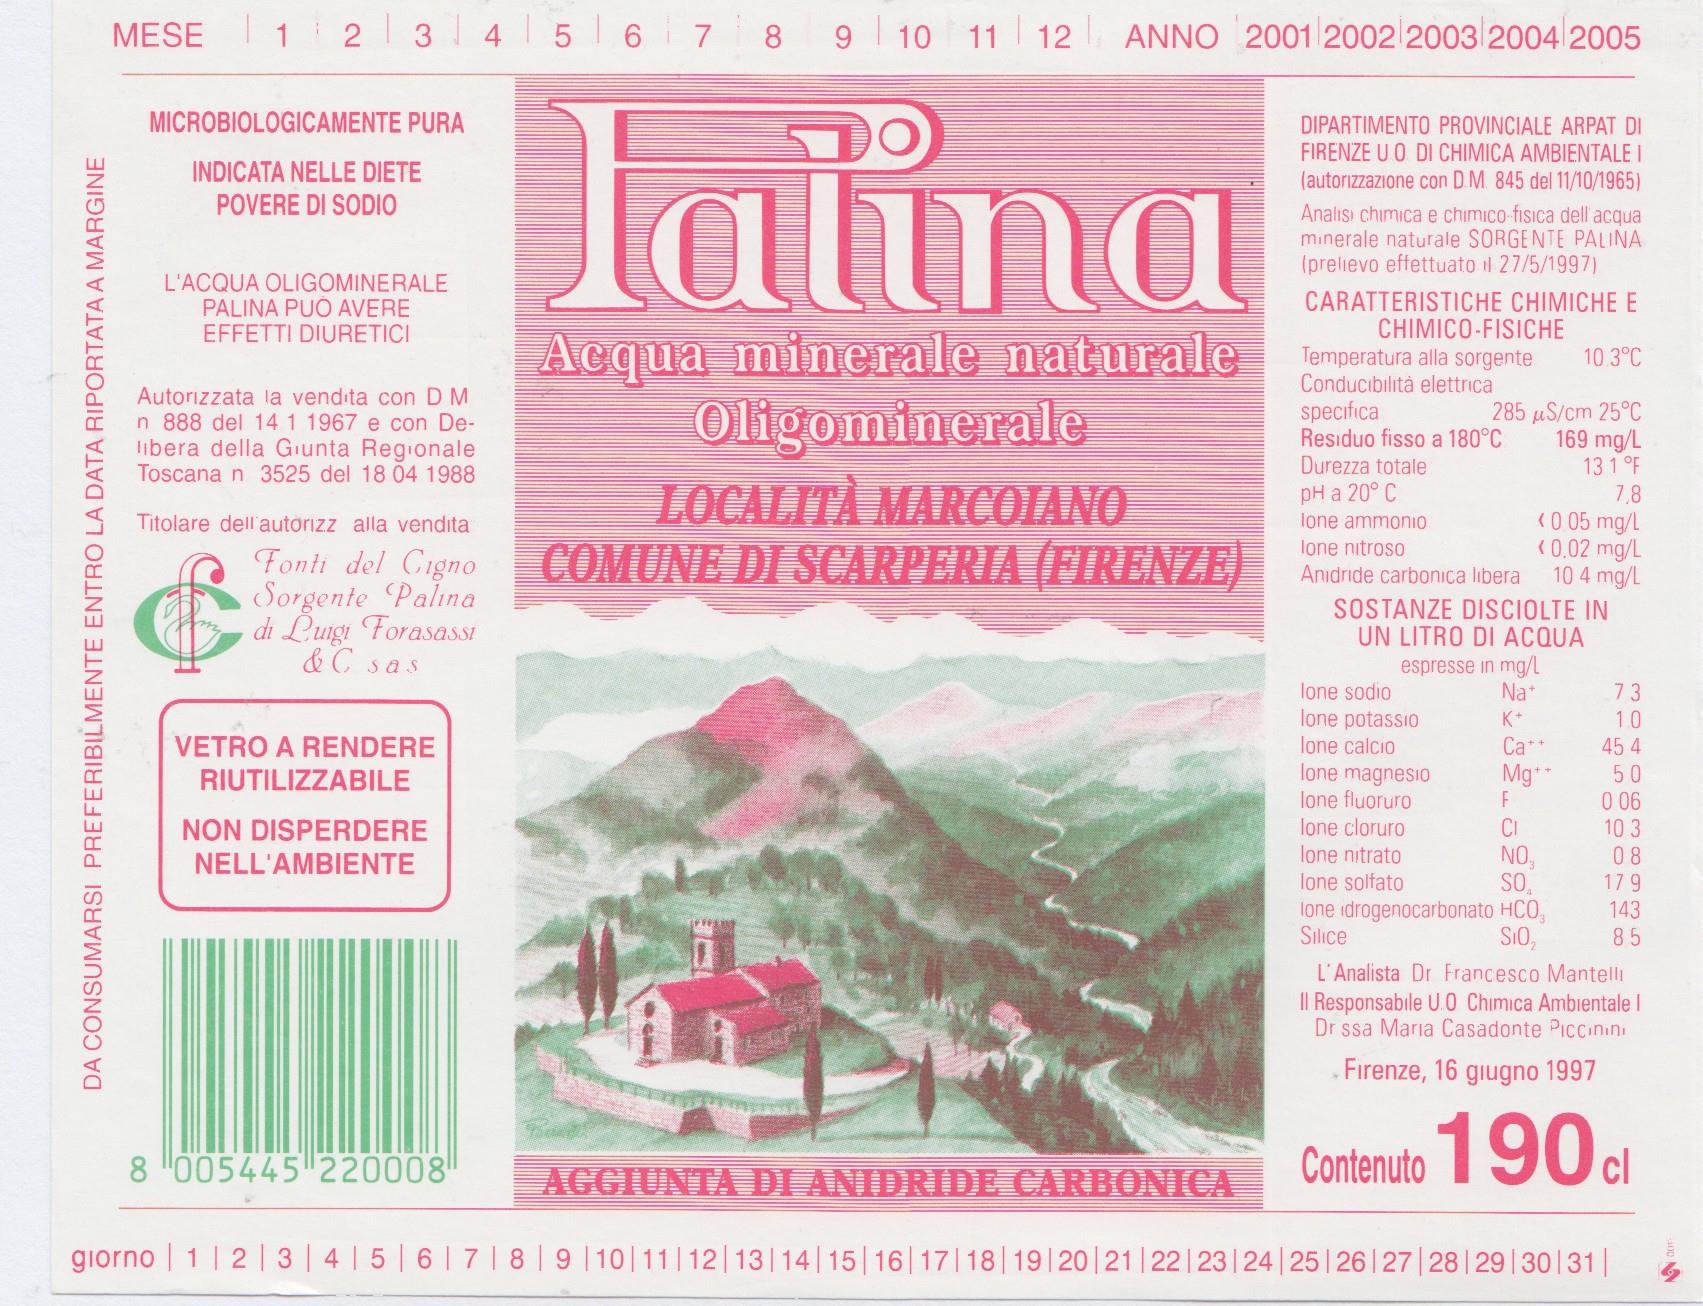 MESE | 1 | 2 | 3 | 4 | 5 | 6 | 7 | 8 | 9 | 10 | 11 | 12 | ANNO | 2001 | 2002 | 2003 | 2004 | 2005
DA CONSUMARSI PREFERIBILMENTE ENTRO LA DATA RIPORTATA A MARGINE
MICROBIOLOGICAMENTE PURA
INDICATA NELLE DIETE
POVERE DI SODIO
L'ACQUA OLIGOMINERALE
PALINA PUÒ AVERE
EFFETTI DIURETICI
Autorizzata la vendita con D M
n 888 del 14 1 1967 e con De-
libera della Giunta Regionale
Toscana n 3525 del 18 04 1988
Titolare dell'autorizz alla vendita
Fonti del Cigno
Sorgente Palina
di Luigi Forasassi
& C s a s
VETRO A RENDERE
RIUTILIZZABILE
NON DISPERDERE
NELL'AMBIENTE
8 005445 220008
Palina
Acqua minerale naturale
Oligominerale
LOCALITÀ MARCOIANO
COMUNE DI SCARPERIA (FIRENZE)
AGGIUNTA DI ANIDRIDE CARBONICA
DIPARTIMENTO PROVINCIALE ARPAT DI
FIRENZE U.O. DI CHIMICA AMBIENTALE I
(autorizzazione con D.M. 845 del 11/10/1965)
Analisi chimica e chimico-fisica dell'acqua
minerale naturale SORGENTE PALINA
(prelievo effettuato il 27/5/1997)
CARATTERISTICHE CHIMICHE E
CHIMICO-FISICHE
Temperatura alla sorgente 10.3°C
Conducibilità elettrica
specifica 285 µS/cm 25°C
Residuo fisso a 180°C 169 mg/L
Durezza totale 13 1 °F
pH a 20° C 7,8
Ione ammonio < 0.05 mg/L
Ione nitroso < 0.02 mg/L
Anidride carbonica libera 10 4 mg/L
SOSTANZE DISCIOLTE IN
UN LITRO DI ACQUA
espresse in mg/L
Ione sodio Na⁺ 7 3
Ione potassio K⁺ 1 0
Ione calcio Ca⁺⁺ 45 4
Ione magnesio Mg⁺⁺ 5 0
Ione fluoruro F 0 06
Ione cloruro Cl 10 3
Ione nitrato NO₃ 0 8
Ione solfato SO₄ 17 9
Ione idrogenocarbonato HCO₃ 143
Silice SiO₂ 8 5
L'Analista Dr. Francesco Mantelli
Il Responsabile U.O Chimica Ambientale I
Dr ssa Maria Casadonte Piccinini
Firenze, 16 giugno 1997
Contenuto 190 cl
giorno | 1 | 2 | 3 | 4 | 5 | 6 | 7 | 8 | 9 | 10 | 11 | 12 | 13 | 14 | 15 | 16 | 17 | 18 | 19 | 20 | 21 | 22 | 23 | 24 | 25 | 26 | 27 | 28 | 29 | 30 | 31 |